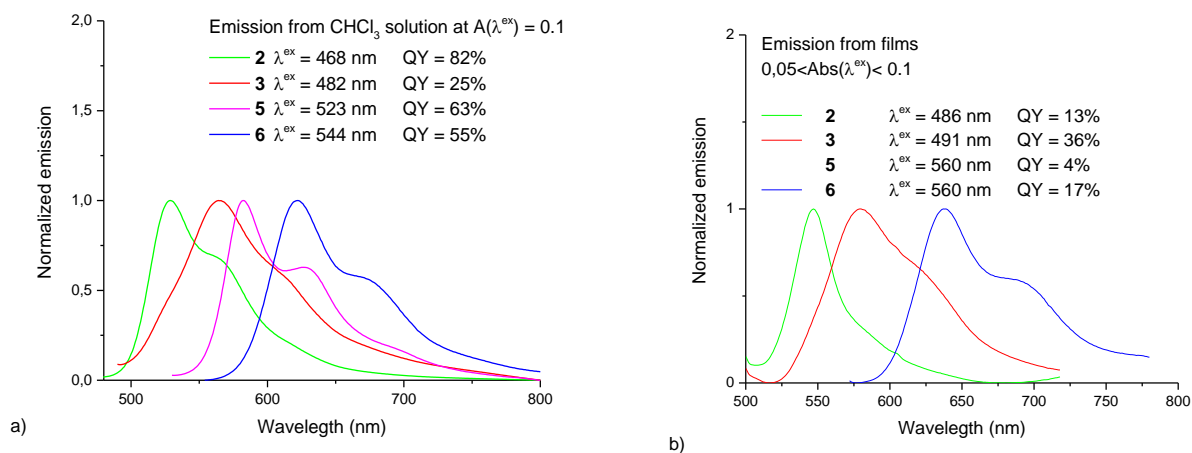 Emission from CHCl₃ solution at A(λᵉˣ) = 0.1
2 λᵉˣ = 468 nm QY = 82%
3 λᵉˣ = 482 nm QY = 25%
5 λᵉˣ = 523 nm QY = 63%
6 λᵉˣ = 544 nm QY = 55%
2,0
1,5
1,0
0,5
0,0
Normalized emission
500 600 700 800
Wavelegth (nm)
a)
Emission from films
0,05<Abs(λᵉˣ)< 0.1
2 λᵉˣ = 486 nm QY = 13%
3 λᵉˣ = 491 nm QY = 36%
5 λᵉˣ = 560 nm QY = 4%
6 λᵉˣ = 560 nm QY = 17%
2
1
0
Normalized emission
500 550 600 650 700 750 800
Wavelegth (nm)
b)